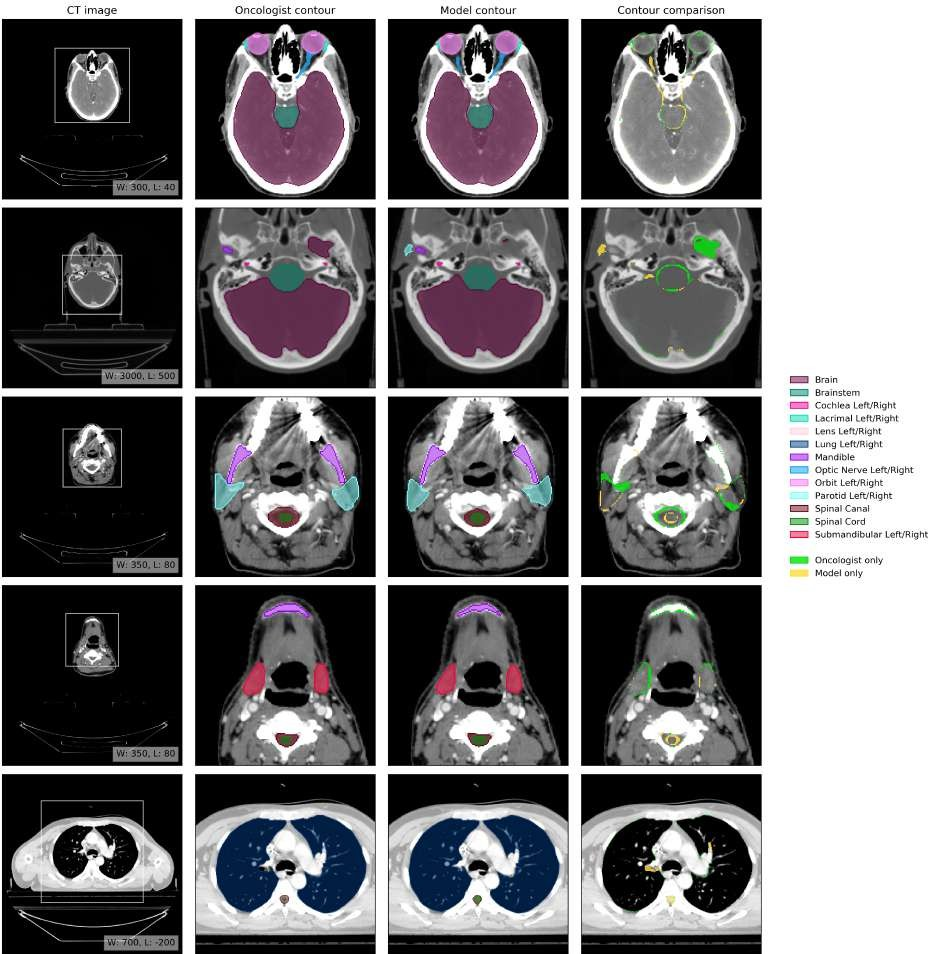 CT image
Oncologist contour
Model contour
Contour comparison
W: 300, L: 40
W: 3000, L: 500
W: 350, L: 80
W: 350, L: 80
W: 700, L: -200
Brain
Brainstem
Cochlea Left/Right
Lacrimal Left/Right
Lens Left/Right
Lung Left/Right
Mandible
Optic Nerve Left/Right
Orbit Left/Right
Parotid Left/Right
Spinal Canal
Spinal Cord
Submandibular Left/Right
Oncologist only
Model only